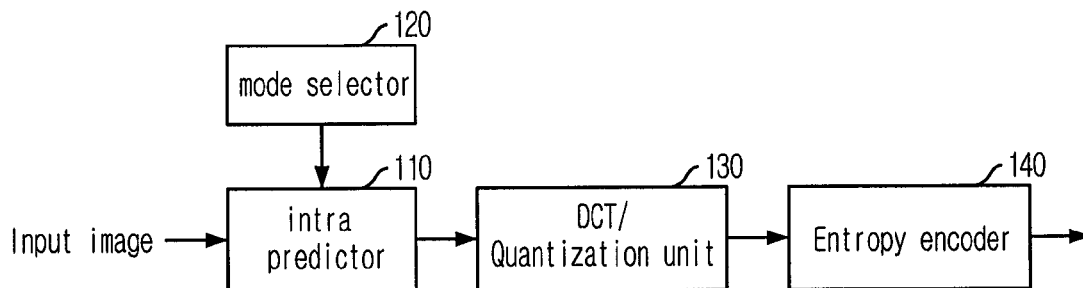 120
mode selector
110
130
140
Input image
intra
predictor
DCT/
Quantization unit
Entropy encoder